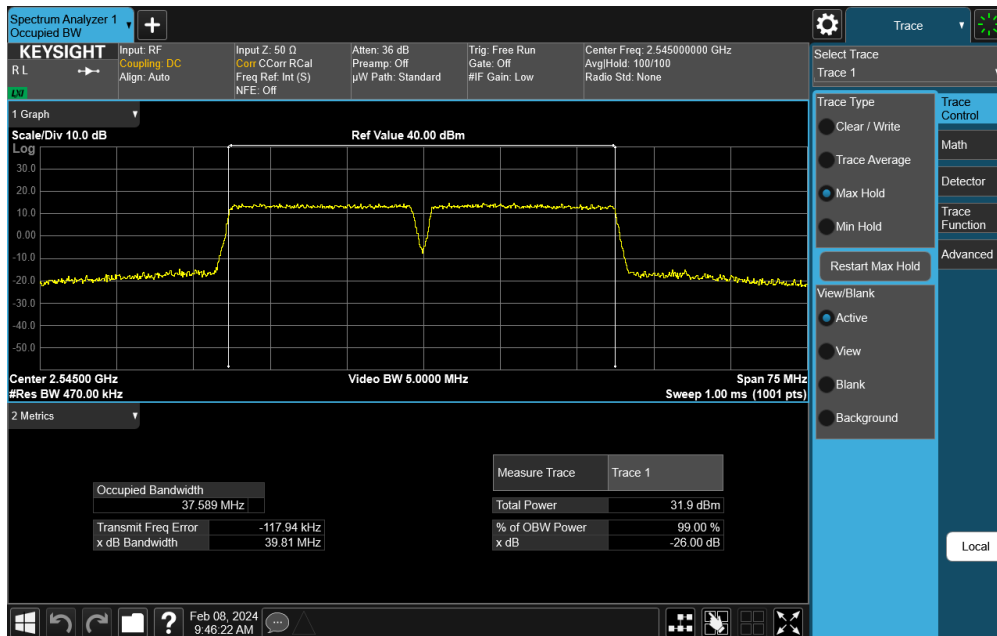 Spectrum Analyzer 1
Occupied BW
+
Trace
KEYSIGHT
R L
LXI
Input: RF
Coupling: DC
Align: Auto
Input Z: 50 Ω
Corr CCorr RCal
Freq Ref: Int (S)
NFE: Off
Atten: 36 dB
Preamp: Off
µW Path: Standard
Trig: Free Run
Gate: Off
#IF Gain: Low
Center Freq: 2.545000000 GHz
Avg|Hold: 100/100
Radio Std: None
Select Trace
Trace 1
1 Graph
Scale/Div 10.0 dB
Ref Value 40.00 dBm
Log
30.0
20.0
10.0
0.00
-10.0
-20.0
-30.0
-40.0
-50.0
Center 2.54500 GHz
#Res BW 470.00 kHz
Video BW 5.0000 MHz
Span 75 MHz
Sweep 1.00 ms (1001 pts)
Trace Type
Clear / Write
Trace Average
Max Hold
Min Hold
Restart Max Hold
View/Blank
Active
View
Blank
Background
Trace
Control
Math
Detector
Trace
Function
Advanced
Local
2 Metrics
Occupied Bandwidth
37.589 MHz
Transmit Freq Error -117.94 kHz
x dB Bandwidth 39.81 MHz
Measure Trace Trace 1
Total Power 31.9 dBm
% of OBW Power 99.00 %
x dB -26.00 dB
?
Feb 08, 2024
9:46:22 AM